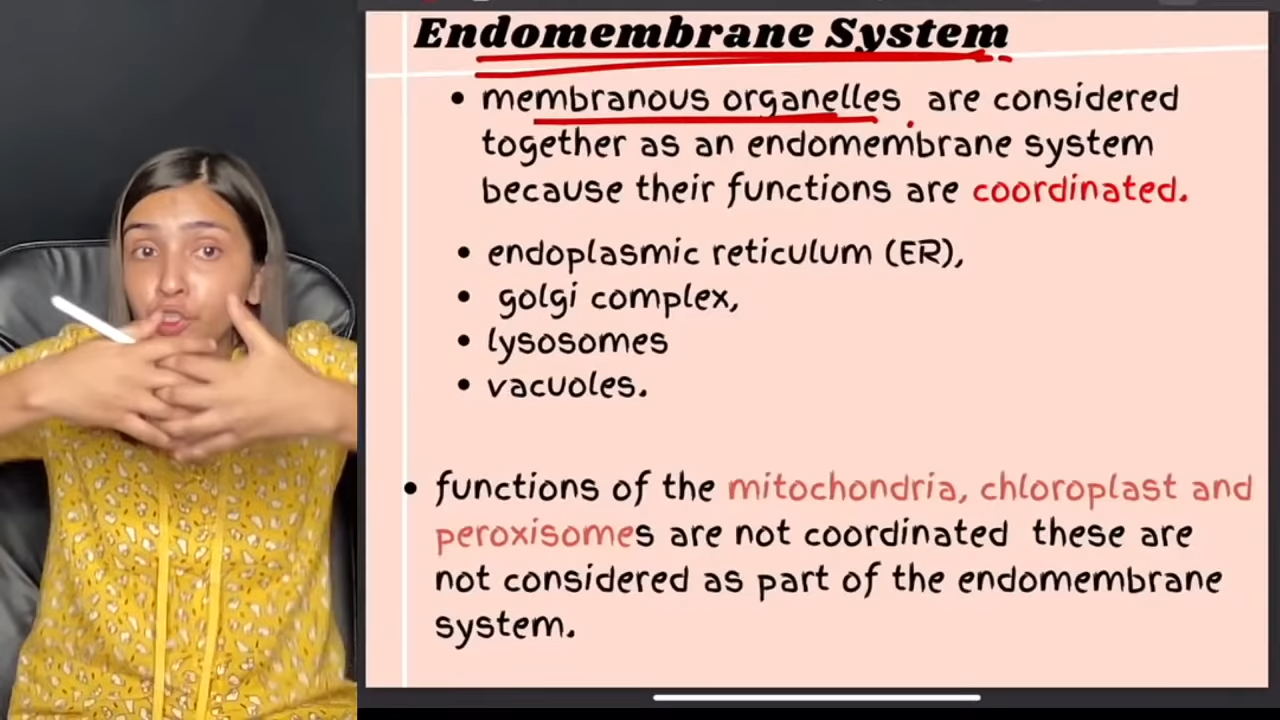 Endomembrane System
• membranous organelles are considered
together as an endomembrane system
because their functions are coordinated.
• endoplasmic reticulum (ER),
• golgi complex,
• lysosomes
• vacuoles.
• functions of the mitochondria, chloroplast and
peroxisomes are not coordinated these are
not considered as part of the endomembrane
system.